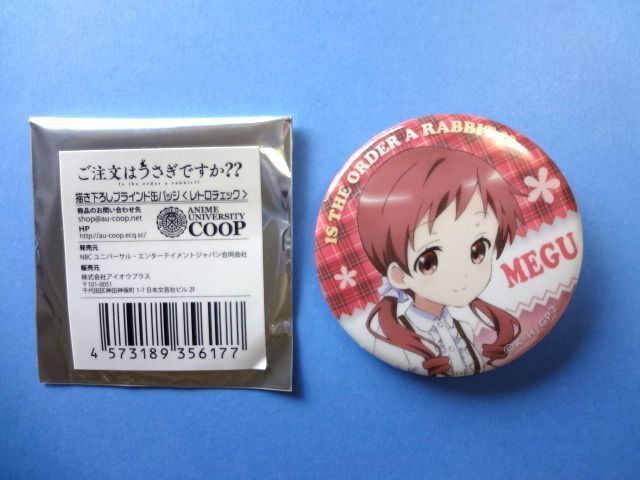 ご注文はうさぎですか??
Is the order a rabbit??
描き下ろしブラインド缶バッジ<レトロチェック>
商品のお問い合わせ先
shop@au-coop.net
HP
http://au-coop.ecq.sc/
ANIME
UNIVERSITY
COOP
発売元
NBC ユニバーサル・エンターテイメントジャパン合同会社
販売元
株式会社アイオウプラス
〒101-0051
千代田区神田神保町 1-7 日本文芸社ビル 2F
4 573189 356177
IS THE ORDER A RABBIT??
MEGU